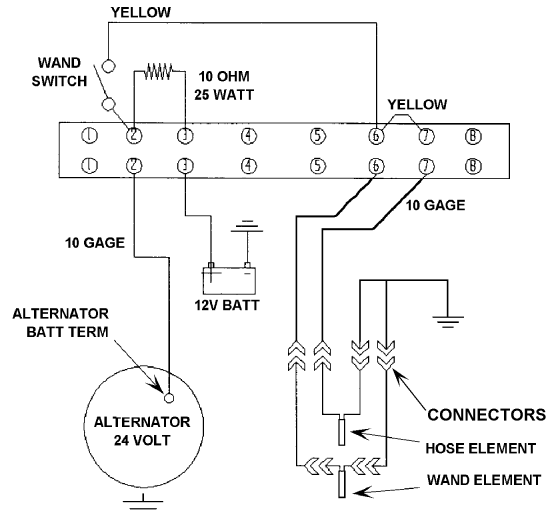 YELLOW
WAND
SWITCH
10 OHM
25 WATT
YELLOW
1 2 3 4 5 6 7 8
1 2 3 4 5 6 7 8
10 GAGE
10 GAGE
12V BATT
ALTERNATOR
BATT TERM
ALTERNATOR
24 VOLT
CONNECTORS
HOSE ELEMENT
WAND ELEMENT